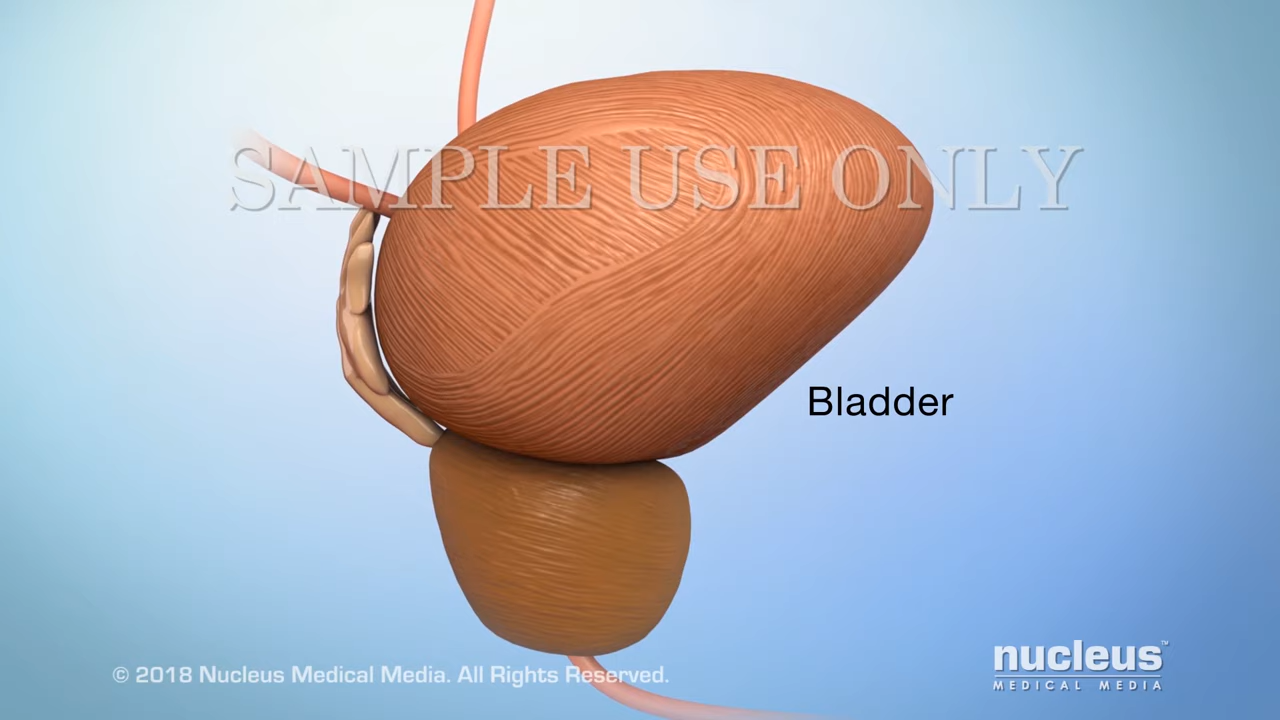 SAMPLE USE ONLY
Bladder
nucleus™
MEDICAL MEDIA
© 2018 Nucleus Medical Media. All Rights Reserved.